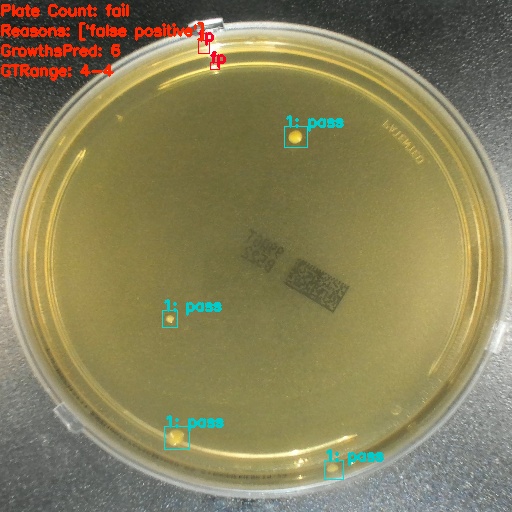 Plate Count: fail
Reasons: ['false positive']
GrowthsPred: 6
GTRange: 4-4
fp
fp
1: pass
1: pass
1: pass
1: pass